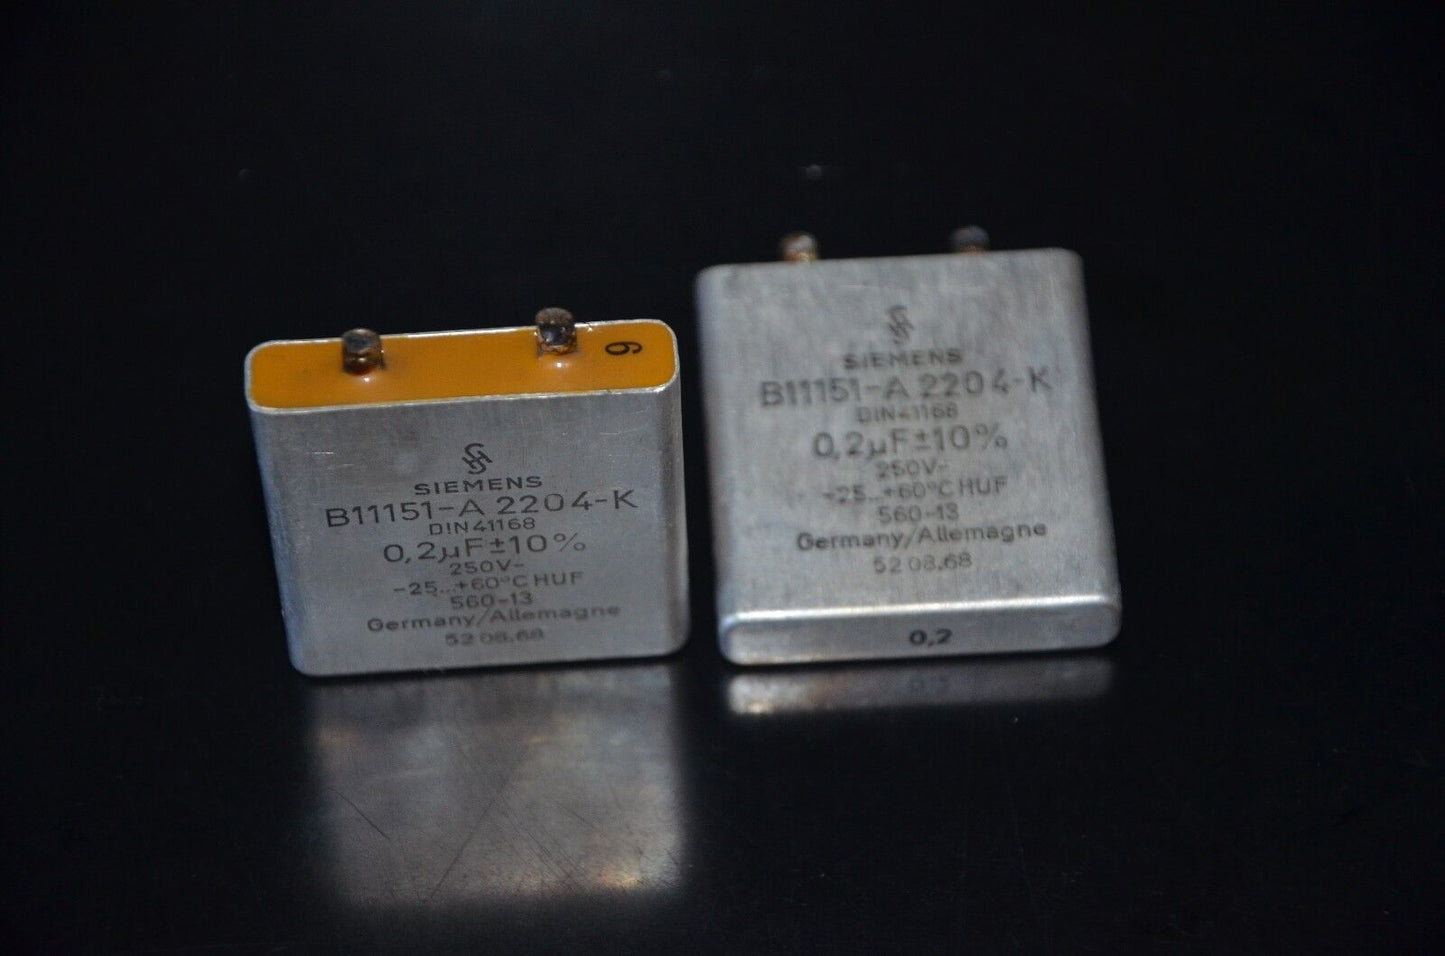 6
SIEMENS
B11151-A 2204-K
DIN41168
0,2µF±10%
250V-
-25...+60°C HUF
560-13
Germany/Allemagne
52 08.68
SIEMENS
B11151-A 2204-K
DIN41168
0,2µF±10%
250V-
-25...+60°C HUF
560-13
Germany/Allemagne
52 08.68
0,2